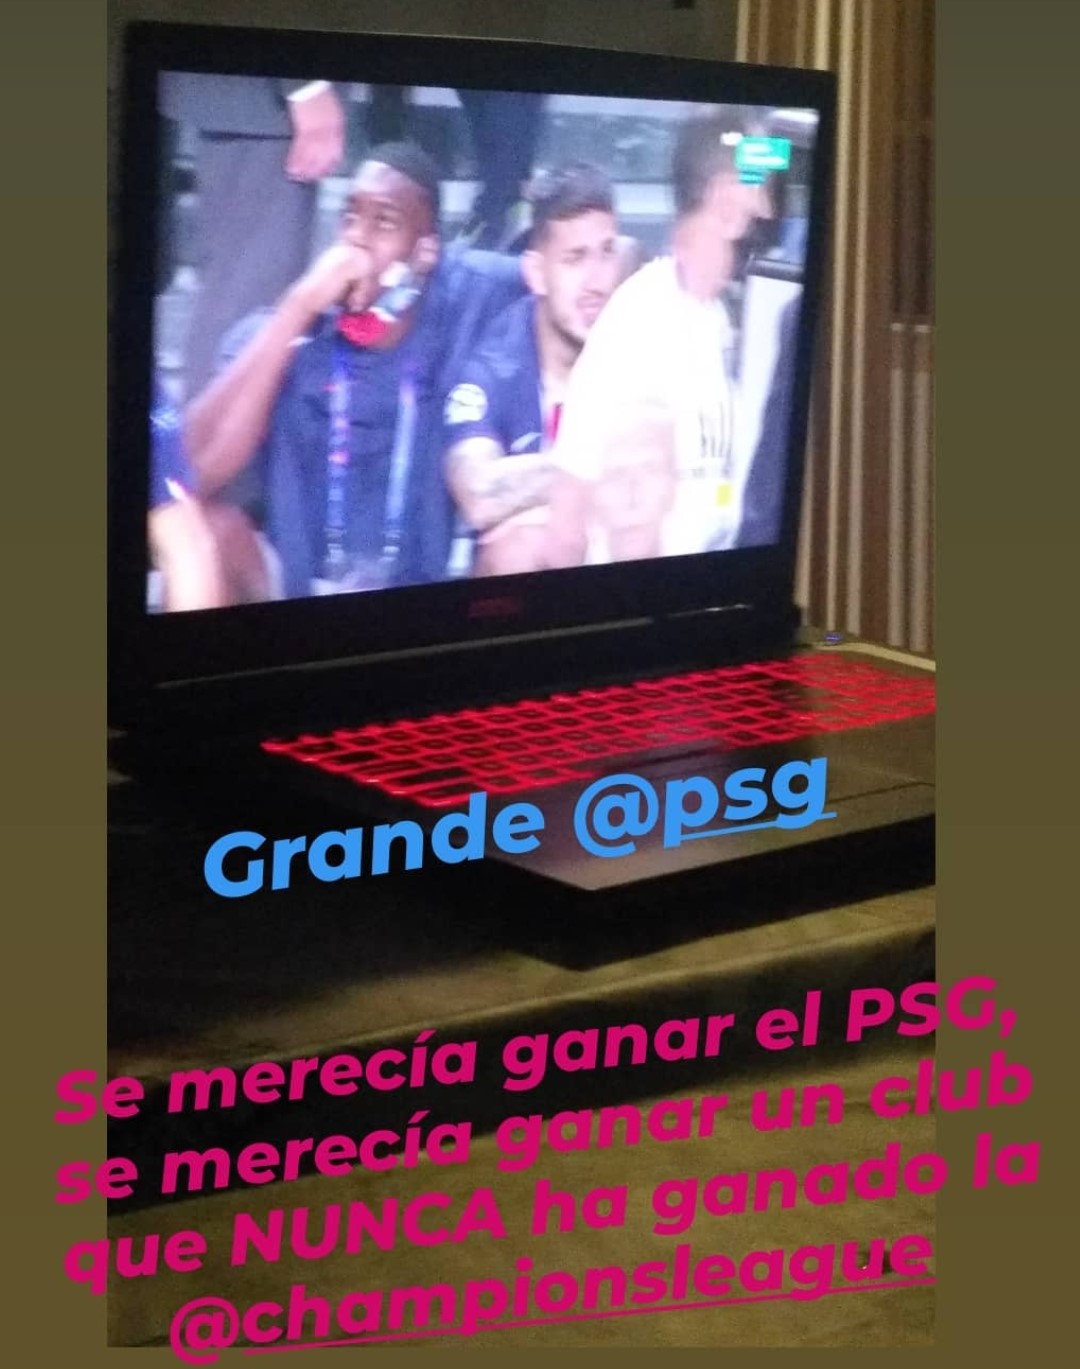 Grande @psg
Se merecía ganar el PSG,
se merecía ganar un club
que NUNCA ha ganado la
@championsleague